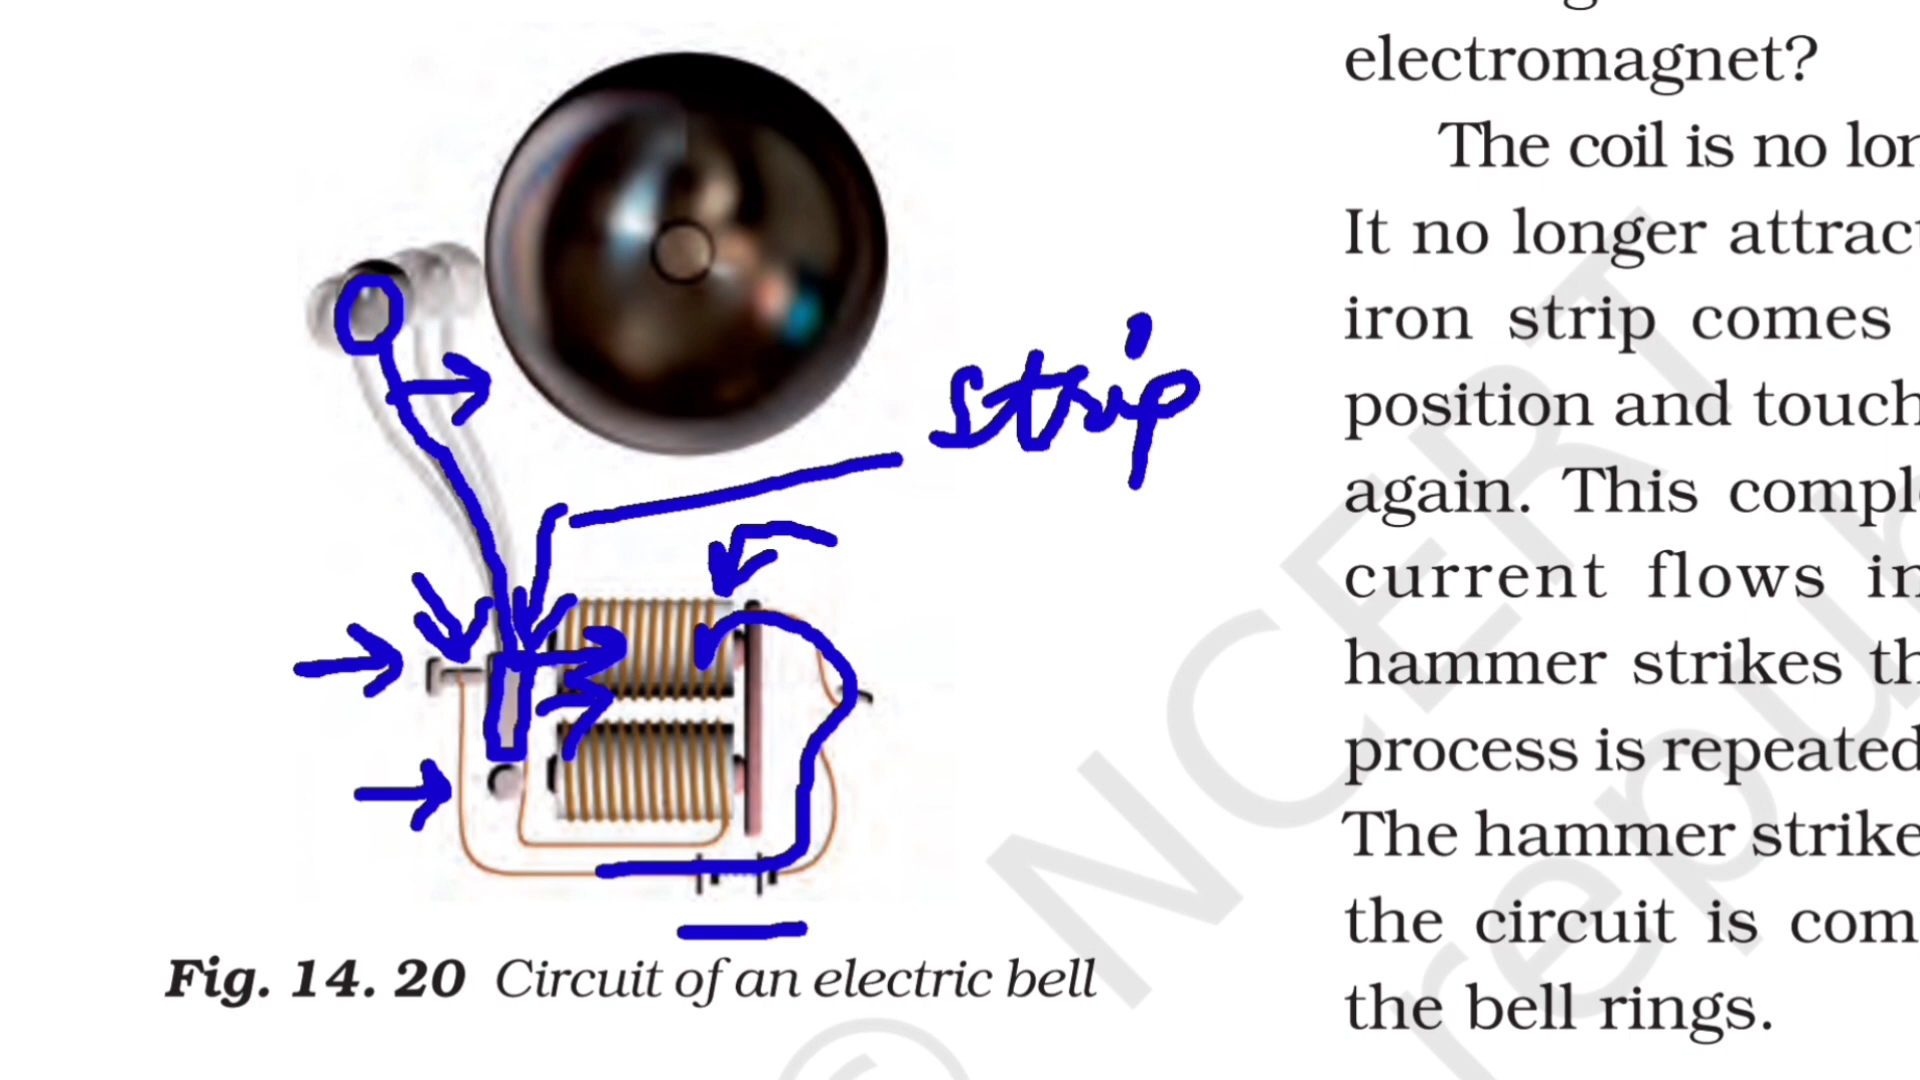 strip
Fig. 14. 20 Circuit of an electric bell
electromagnet?
The coil is no lon
It no longer attract
iron strip comes
position and touch
again. This compl
current flows in
hammer strikes th
process is repeated
The hammer strike
the circuit is com
the bell rings.
© NCERT